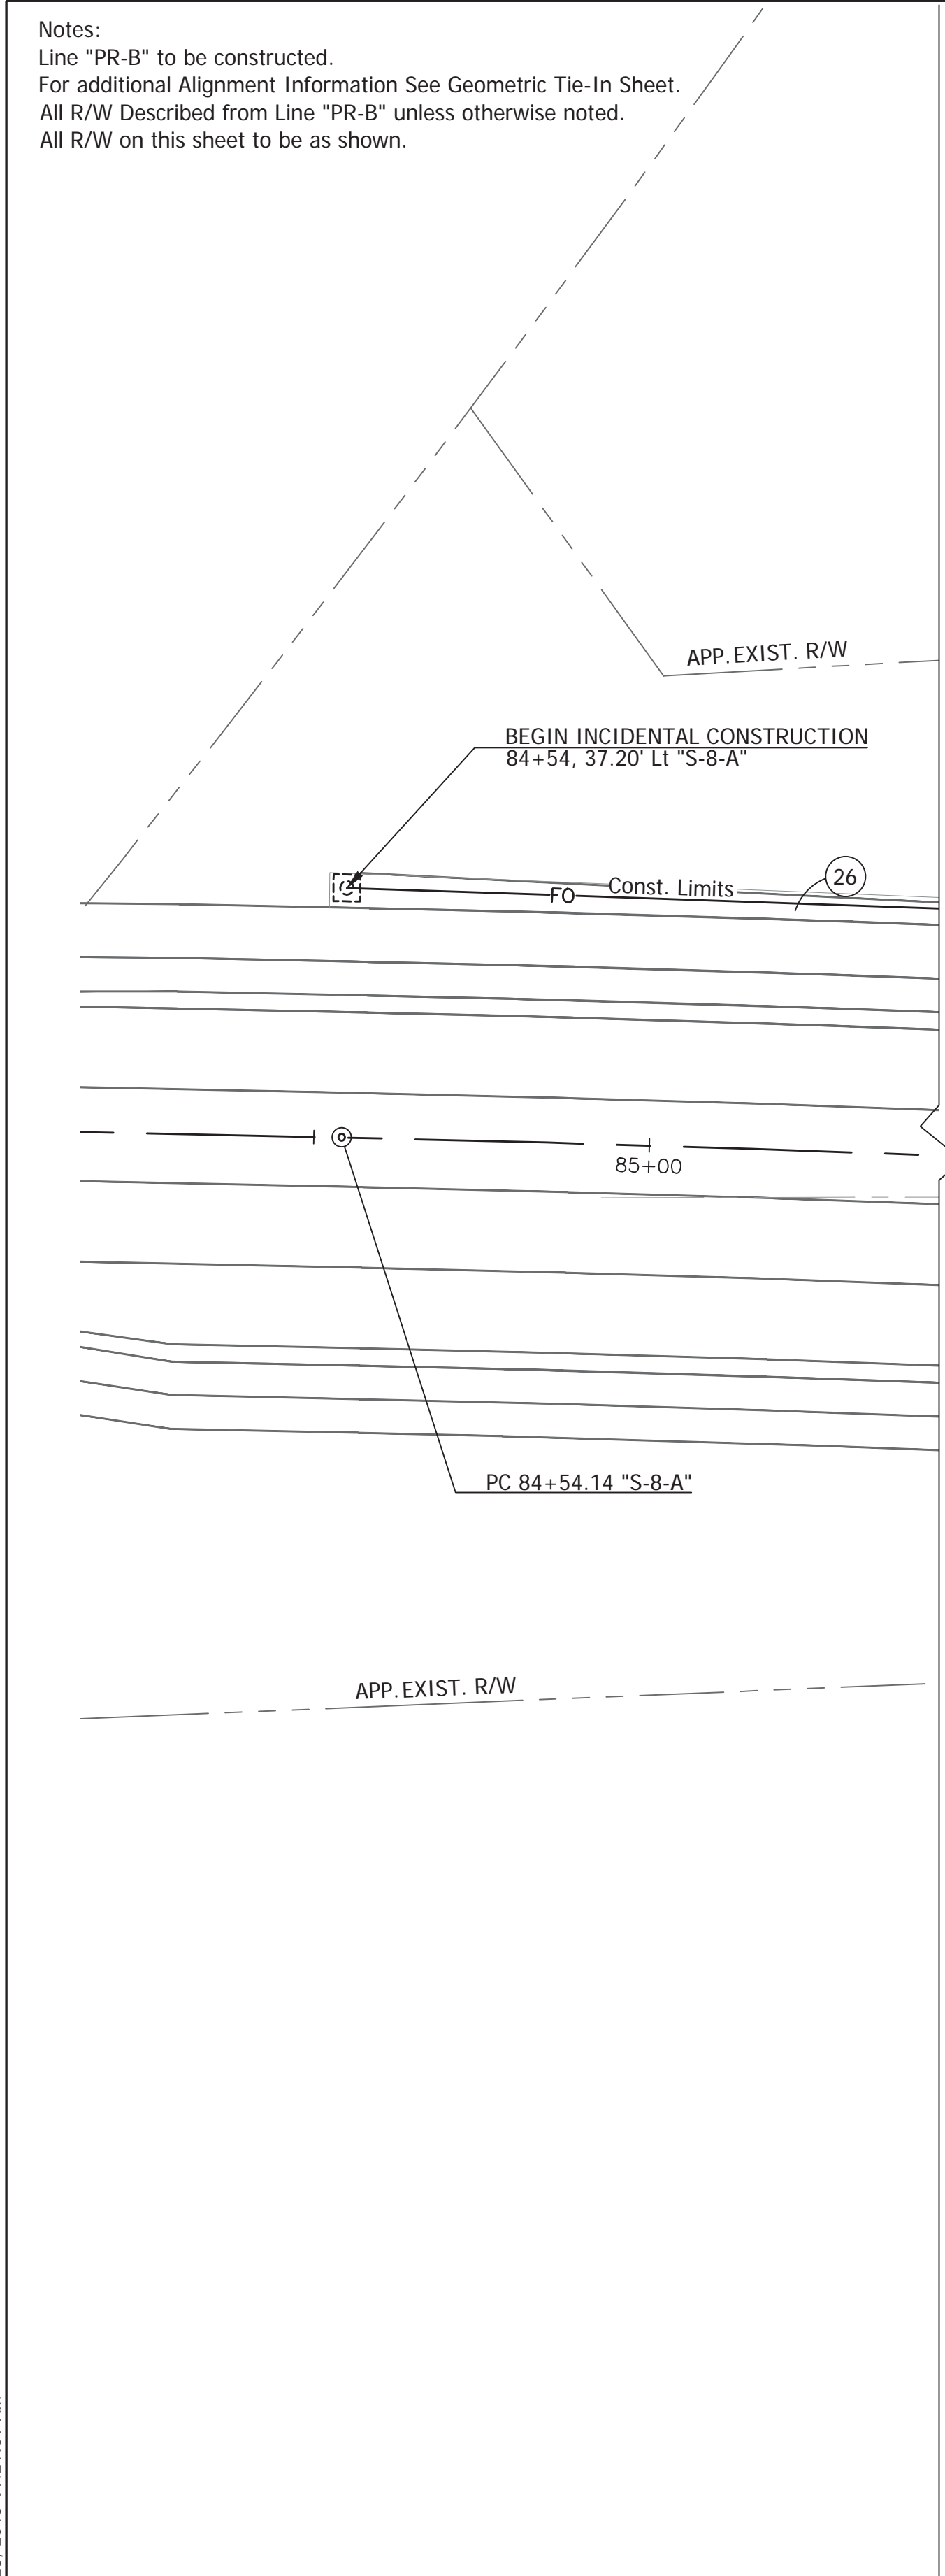 Notes:
Line "PR-B" to be constructed.
For additional Alignment Information See Geometric Tie-In Sheet.
All R/W Described from Line "PR-B" unless otherwise noted.
All R/W on this sheet to be as shown.
APP.EXIST. R/W
BEGIN INCIDENTAL CONSTRUCTION
84+54, 37.20' Lt "S-8-A"
26
Const. Limits
FO
85+00
PC 84+54.14 "S-8-A"
APP.EXIST. R/W